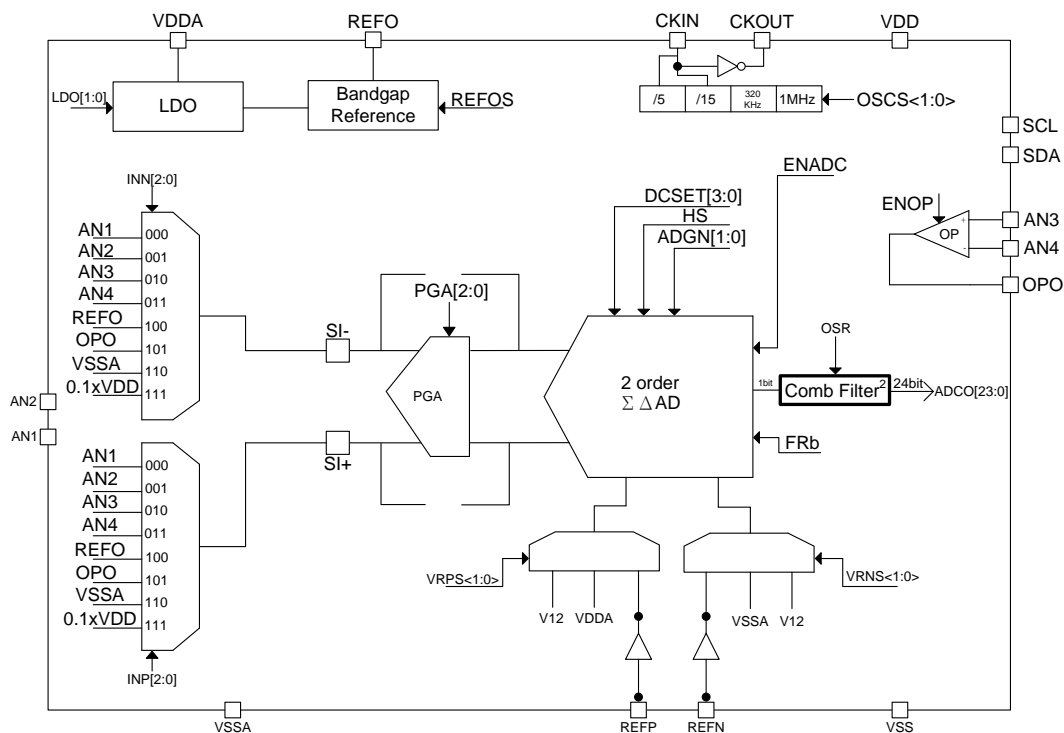 VDDA
REFO
CKIN
CKOUT
VDD
LDO[1:0]
LDO
Bandgap
Reference
REFOS
/5
/15
320
KHz
1MHz
OSCS<1:0>
SCL
SDA
ENADC
INN[2:0]
DCSET[3:0]
HS
ADGN[1:0]
ENOP
OP
+
-
AN3
AN4
OPO
AN1
000
AN2
001
AN3
010
AN4
011
REFO
100
OPO
101
VSSA
110
0.1xVDD
111
PGA[2:0]
SI-
PGA
SI+
2 order
Σ Δ AD
OSR
1bit
Comb Filter²
24bit
ADCO[23:0]
FRb
AN2
AN1
AN1
000
AN2
001
AN3
010
AN4
011
REFO
100
OPO
101
VSSA
110
0.1xVDD
111
INP[2:0]
VRPS<1:0>
VRNS<1:0>
V12
VDDA
VSSA
V12
VSSA
REFP
REFN
VSS